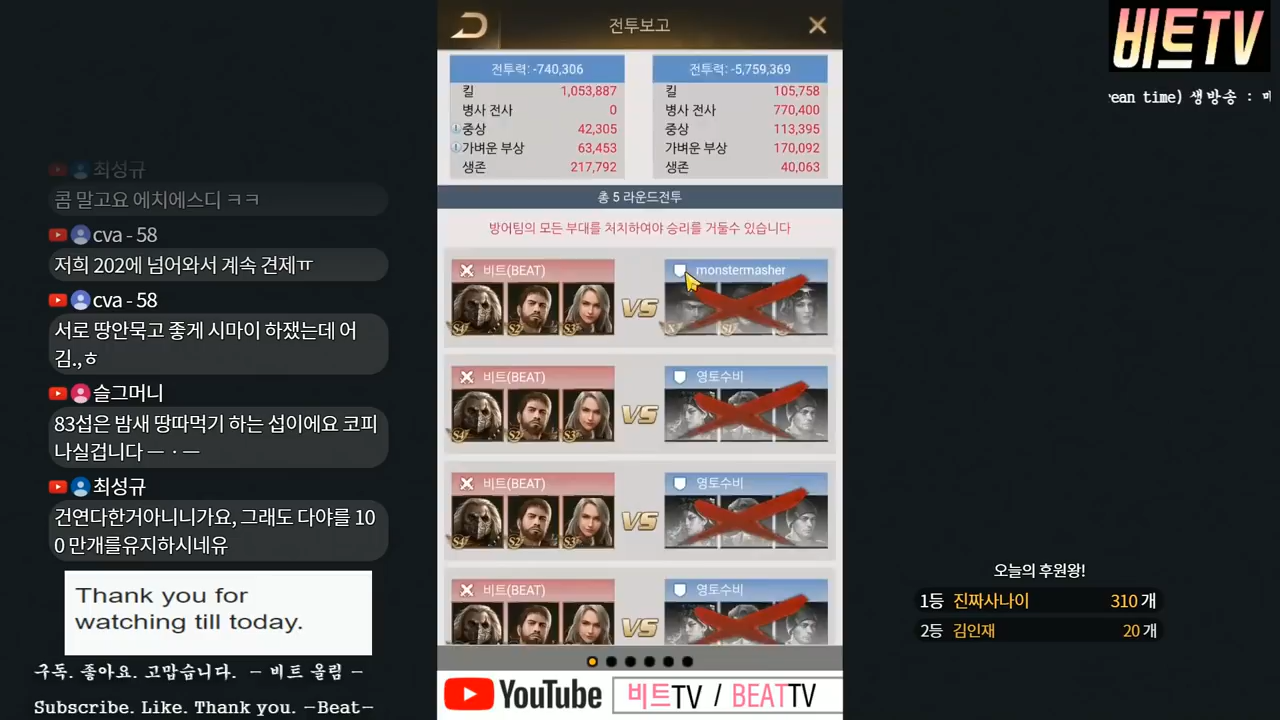 최성규
콤 말고요 에치에스디 ㅋㅋ
cva - 58
저희 202에 넘어와서 계속 견제ㅠ
cva - 58
서로 땅안묵고 좋게 시마이 하쟀는데 어
김.,ㅎ
슬그머니
83섭은 밤새 땅따먹기 하는 섭이에요 코피
나실겁니다 ㅡ · ㅡ
최성규
건연다한거아니니가요, 그래도 다야를 10
0 만개를유지하시네유
Thank you for
watching till today.
구독. 좋아요. 고맙습니다. - 비트 올림 -
Subscribe. Like. Thank you. -Beat-
전투보고
전투력: -740,306
킬 1,053,887
병사 전사 0
중상 42,305
가벼운 부상 63,453
생존 217,792
전투력: -5,759,369
킬 105,758
병사 전사 770,400
중상 113,395
가벼운 부상 170,092
생존 40,063
총 5 라운드전투
방어팀의 모든 부대를 처치하여야 승리를 거둘수 있습니다
비트(BEAT)
S4 S2 S3
VS
monstermasher
비트(BEAT)
S4 S2 S3
VS
영토수비
비트(BEAT)
S4 S2 S3
VS
영토수비
비트(BEAT)
VS
영토수비
YouTube 비트TV / BEATTV
비트TV
ean time) 생방송 :
오늘의 후원왕!
1등 진짜사나이 310 개
2등 김인재 20 개